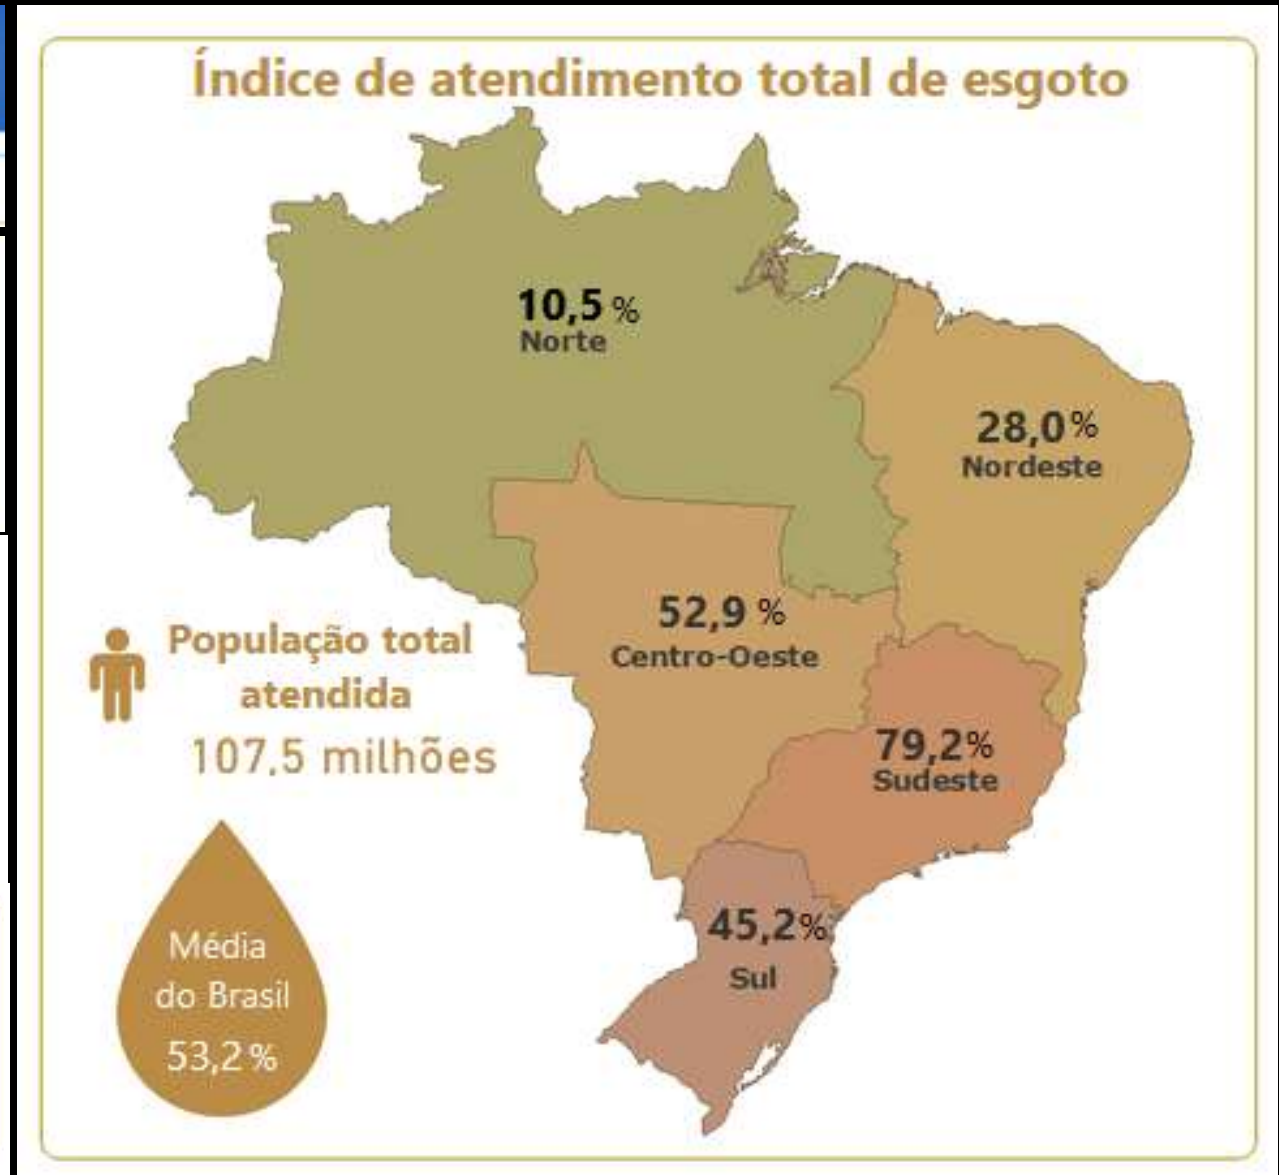 Índice de atendimento total de esgoto
10,5 %
Norte
28,0%
Nordeste
52,9 %
Centro-Oeste
População total
atendida
107,5 milhões
79,2%
Sudeste
45,2%
Sul
Média
do Brasil
53,2%